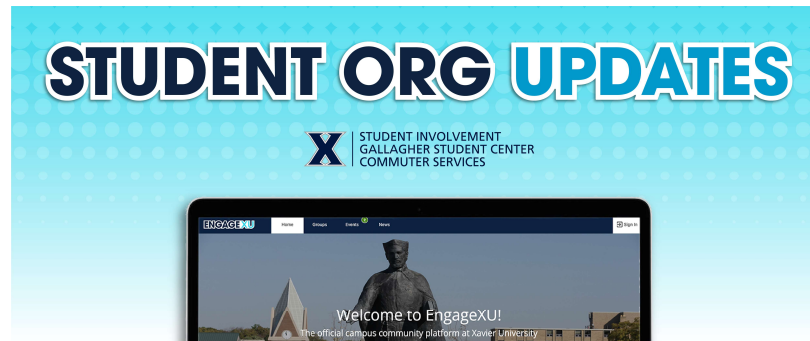 STUDENT ORG UPDATES
X
STUDENT INVOLVEMENT
GALLAGHER STUDENT CENTER
COMMUTER SERVICES
ENGAGEXU Home Groups Events News Sign In
Welcome to EngageXU!
The official campus community platform at Xavier University